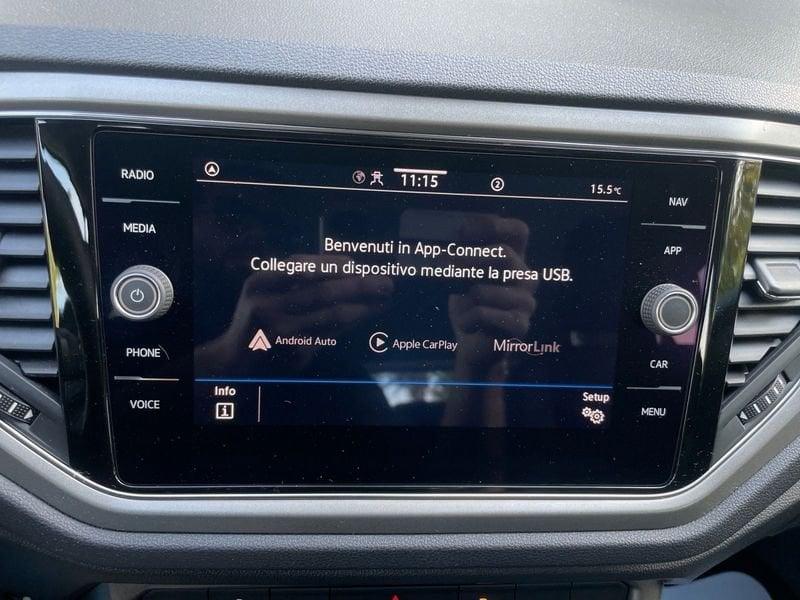 RADIO
MEDIA
PHONE
VOICE
11:15
2
15.5°C
Benvenuti in App-Connect.
Collegare un dispositivo mediante la presa USB.
Android Auto
Apple CarPlay
MirrorLink
Info
i
Setup
NAV
APP
CAR
MENU